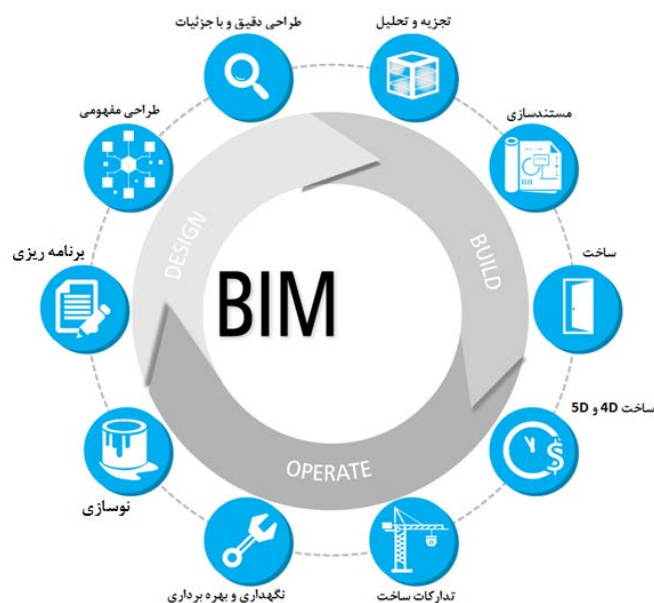 طراحی دقیق و با جزئیات
تجزیه و تحلیل
طراحی مفهومی
مستندسازی
برنامه ریزی
DESIGN
BUILD
BIM
ساخت
ساخت 4D و 5D
OPERATE
نوسازی
نگهداری و بهره برداری
تدارکات ساخت